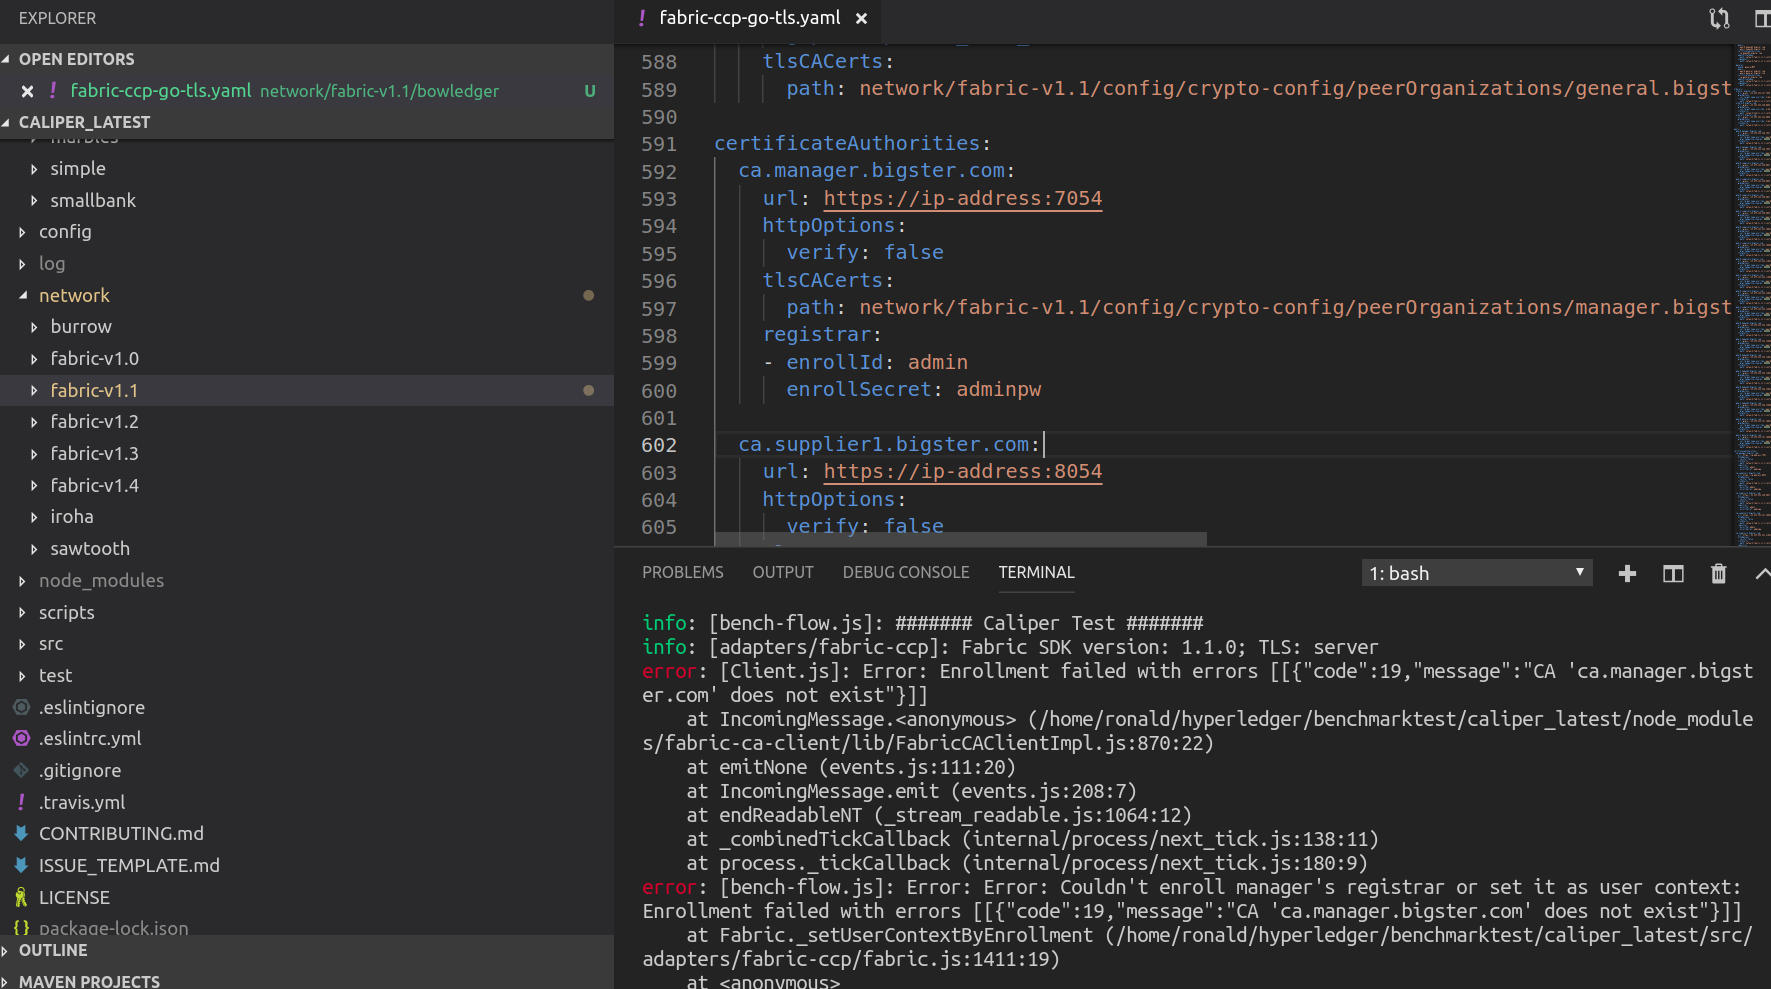 EXPLORER
OPEN EDITORS
fabric-ccp-go-tls.yaml network/fabric-v1.1/bowledger U
CALIPER_LATEST
marbles
simple
smallbank
config
log
network
burrow
fabric-v1.0
fabric-v1.1
fabric-v1.2
fabric-v1.3
fabric-v1.4
iroha
sawtooth
node_modules
scripts
src
test
.eslintignore
.eslintrc.yml
.gitignore
.travis.yml
CONTRIBUTING.md
ISSUE_TEMPLATE.md
LICENSE
package-lock.json
OUTLINE
MAVEN PROJECTS
fabric-ccp-go-tls.yaml
588 tlsCACerts:
589 path: network/fabric-v1.1/config/crypto-config/peerOrganizations/general.bigst
590
591 certificateAuthorities:
592 ca.manager.bigster.com:
593 url: https://ip-address:7054
594 httpOptions:
595 verify: false
596 tlsCACerts:
597 path: network/fabric-v1.1/config/crypto-config/peerOrganizations/manager.bigst
598 registrar:
599 - enrollId: admin
600 enrollSecret: adminpw
601
602 ca.supplier1.bigster.com:
603 url: https://ip-address:8054
604 httpOptions:
605 verify: false
PROBLEMS OUTPUT DEBUG CONSOLE TERMINAL 1: bash
info: [bench-flow.js]: ####### Caliper Test #######
info: [adapters/fabric-ccp]: Fabric SDK version: 1.1.0; TLS: server
error: [Client.js]: Error: Enrollment failed with errors [[{"code":19,"message":"CA 'ca.manager.bigst
er.com' does not exist"}]]
at IncomingMessage.<anonymous> (/home/ronald/hyperledger/benchmarktest/caliper_latest/node_module
s/fabric-ca-client/lib/FabricCAClientImpl.js:870:22)
at emitNone (events.js:111:20)
at IncomingMessage.emit (events.js:208:7)
at endReadableNT (_stream_readable.js:1064:12)
at _combinedTickCallback (internal/process/next_tick.js:138:11)
at process._tickCallback (internal/process/next_tick.js:180:9)
error: [bench-flow.js]: Error: Error: Couldn't enroll manager's registrar or set it as user context:
Enrollment failed with errors [[{"code":19,"message":"CA 'ca.manager.bigster.com' does not exist"}]]
at Fabric._setUserContextByEnrollment (/home/ronald/hyperledger/benchmarktest/caliper_latest/src/
adapters/fabric-ccp/fabric.js:1411:19)
at <anonymous>